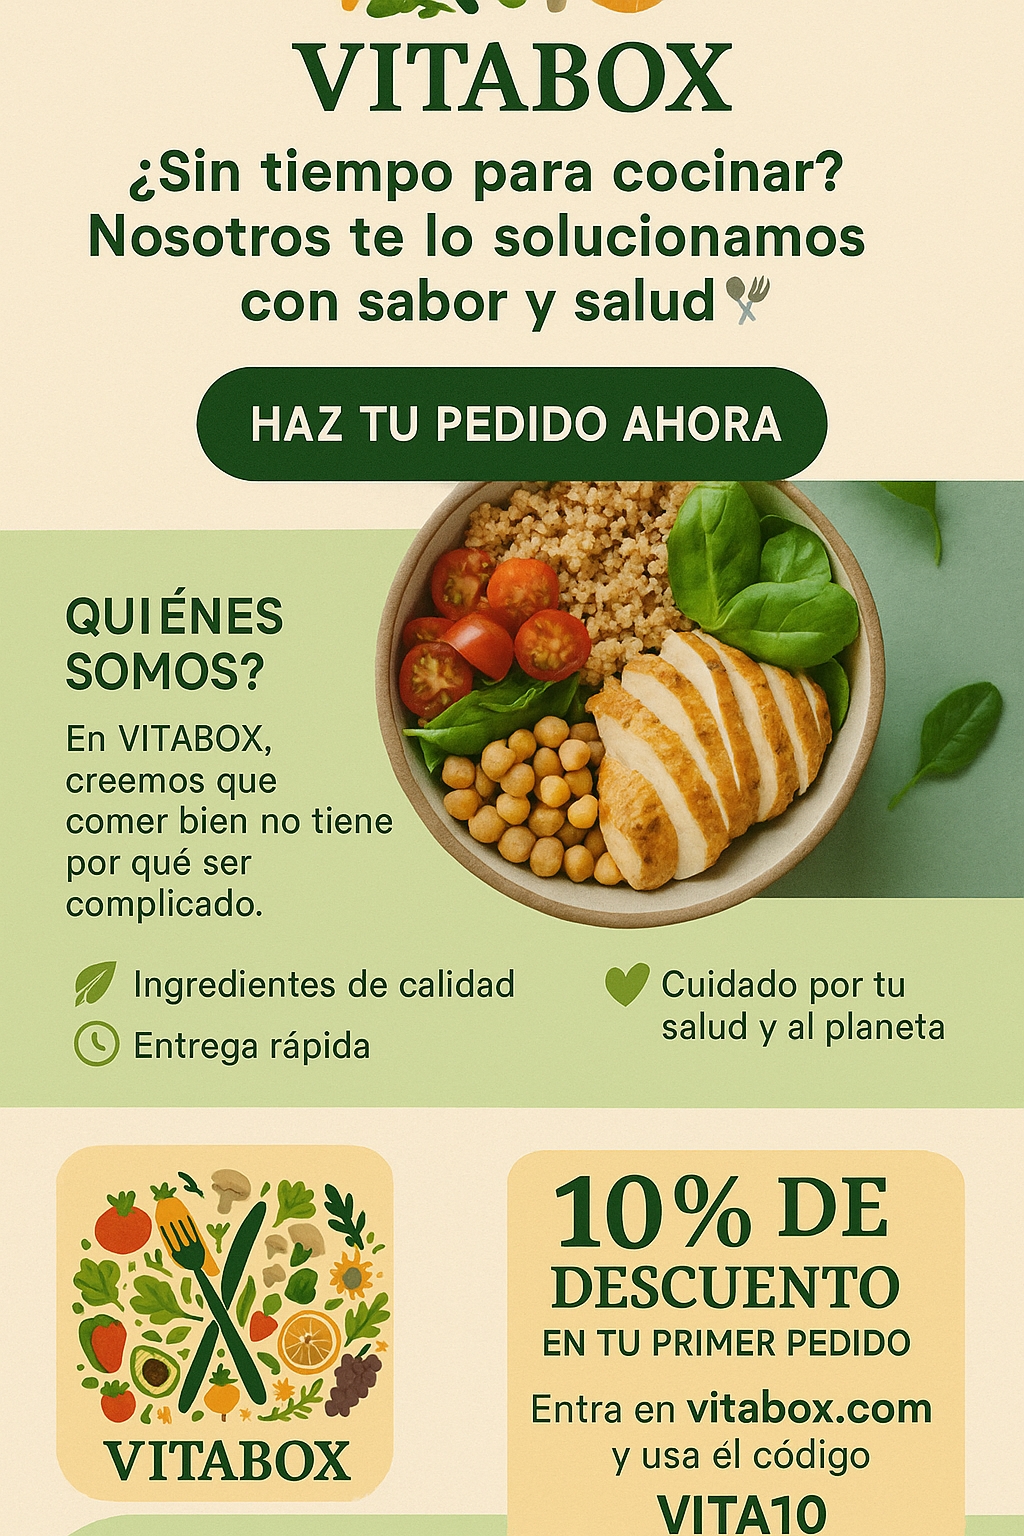 VITABOX
¿Sin tiempo para cocinar?
Nosotros te lo solucionamos
con sabor y salud
HAZ TU PEDIDO AHORA
QUIÉNES
SOMOS?
En VITABOX,
creemos que
comer bien no tiene
por qué ser
complicado.
Ingredientes de calidad
Entrega rápida
Cuidado por tu
salud y al planeta
VITABOX
10% DE
DESCUENTO
EN TU PRIMER PEDIDO
Entra en vitabox.com
y usa él código
VITA10